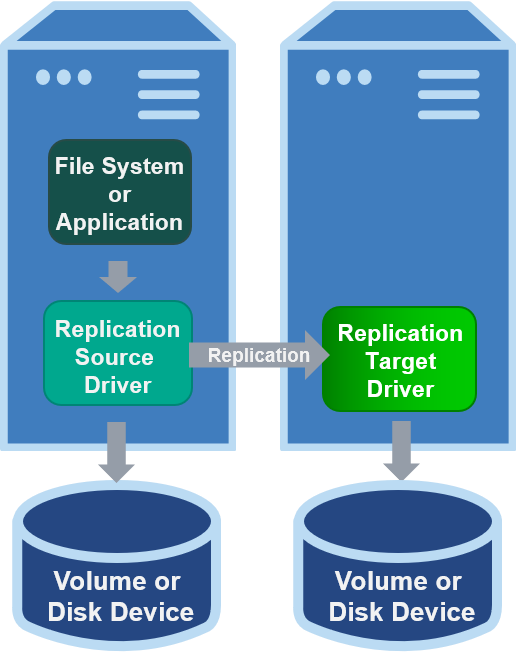 File System
or
Application
Replication
Source
Driver
Replication
Replication
Target
Driver
Volume or
Disk Device
Volume or
Disk Device